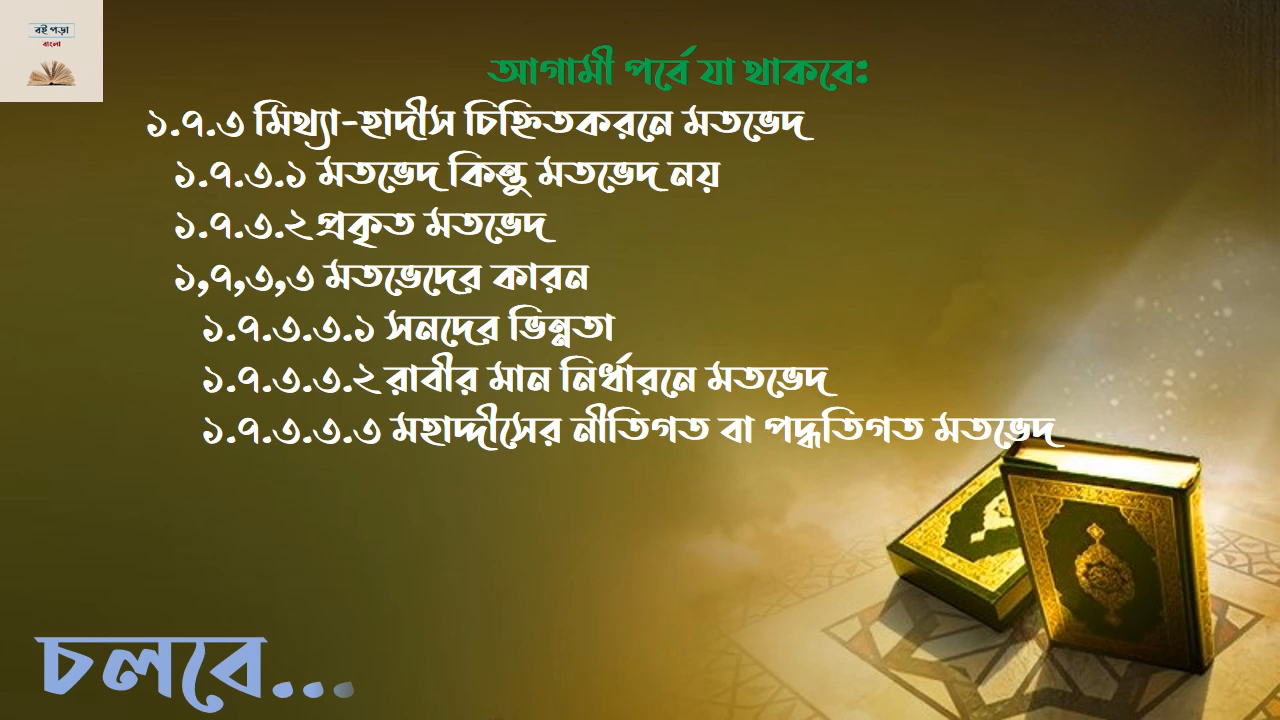 বই পড়া
বাংলা
আগামী পর্বে যা থাকবে:
১.৭.৩ মিথ্যা-হাদীস চিহ্নিতকরনে মতভেদ
১.৭.৩.১ মতভেদ কিন্তু মতভেদ নয়
১.৭.৩.২ প্রকৃত মতভেদ
১,৭,৩,৩ মতভেদের কারন
১.৭.৩.৩.১ সনদের ভিন্নতা
১.৭.৩.৩.২ রাবীর মান নির্ধারনে মতভেদ
১.৭.৩.৩.৩ মহাদ্দীসের নীতিগত বা পদ্ধতিগত মতভেদ
চলবে...